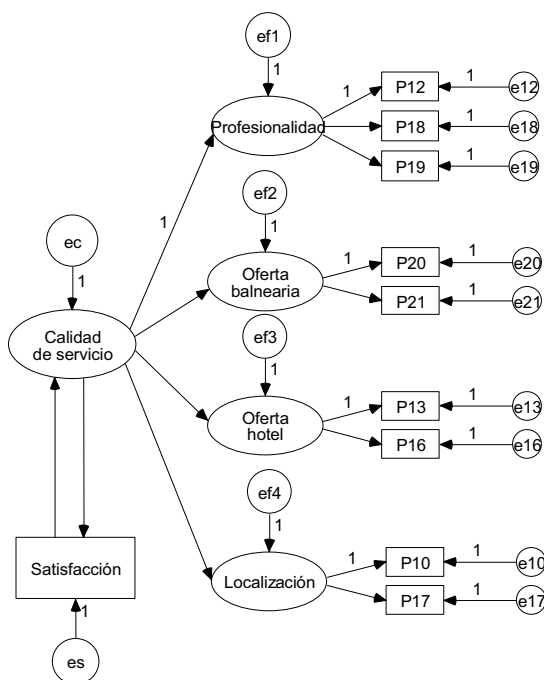 ef1
1
Profesionalidad
1
P12
1
e12
P18
1
e18
P19
1
e19
1
ef2
1
Oferta
balnearia
1
P20
1
e20
P21
1
e21
ec
1
Calidad
de servicio
ef3
1
Oferta
hotel
1
P13
1
e13
P16
1
e16
ef4
1
Localización
1
P10
1
e10
P17
1
e17
Satisfacción
1
es